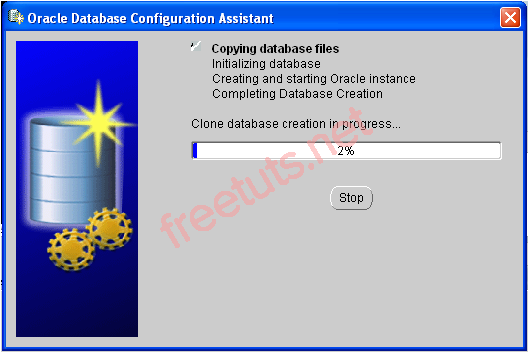 Oracle Database Configuration Assistant
Copying database files
Initializing database
Creating and starting Oracle instance
Completing Database Creation
Clone database creation in progress...
2%
Stop
freetuts.net